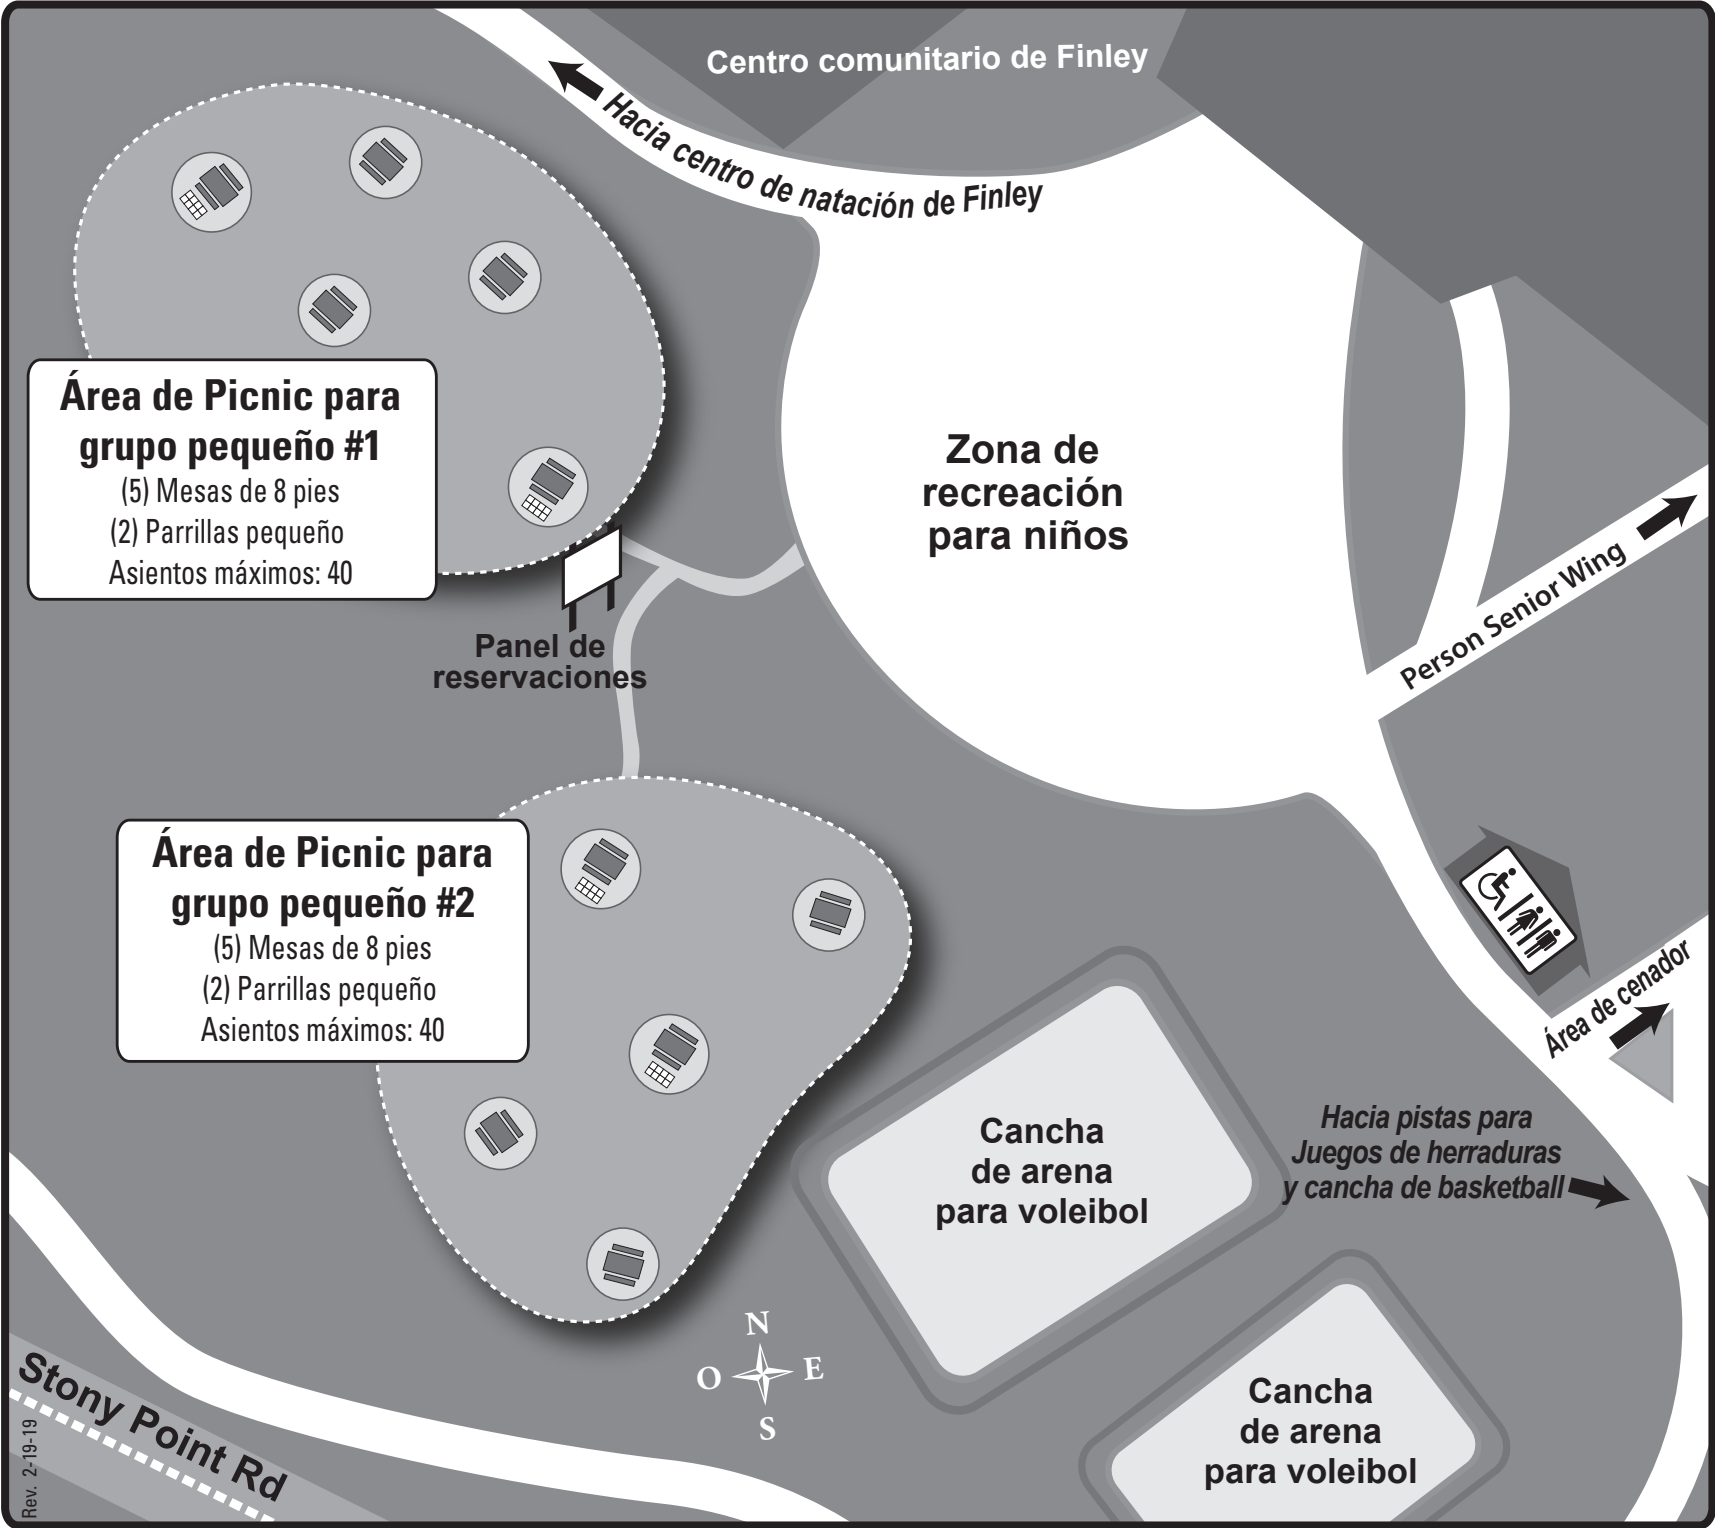 Centro comunitario de Finley
Hacia centro de natación de Finley
Área de Picnic para
grupo pequeño #1
(5) Mesas de 8 pies
(2) Parrillas pequeño
Asientos máximos: 40
Zona de
recreación
para niños
Person Senior Wing
Panel de
reservaciones
Área de Picnic para
grupo pequeño #2
(5) Mesas de 8 pies
(2) Parrillas pequeño
Asientos máximos: 40
Área de cenador
Hacia pistas para
Juegos de herraduras
y cancha de basketball
Cancha
de arena
para voleibol
N
O E
S
Cancha
de arena
para voleibol
Stony Point Rd
Rev. 2-19-19